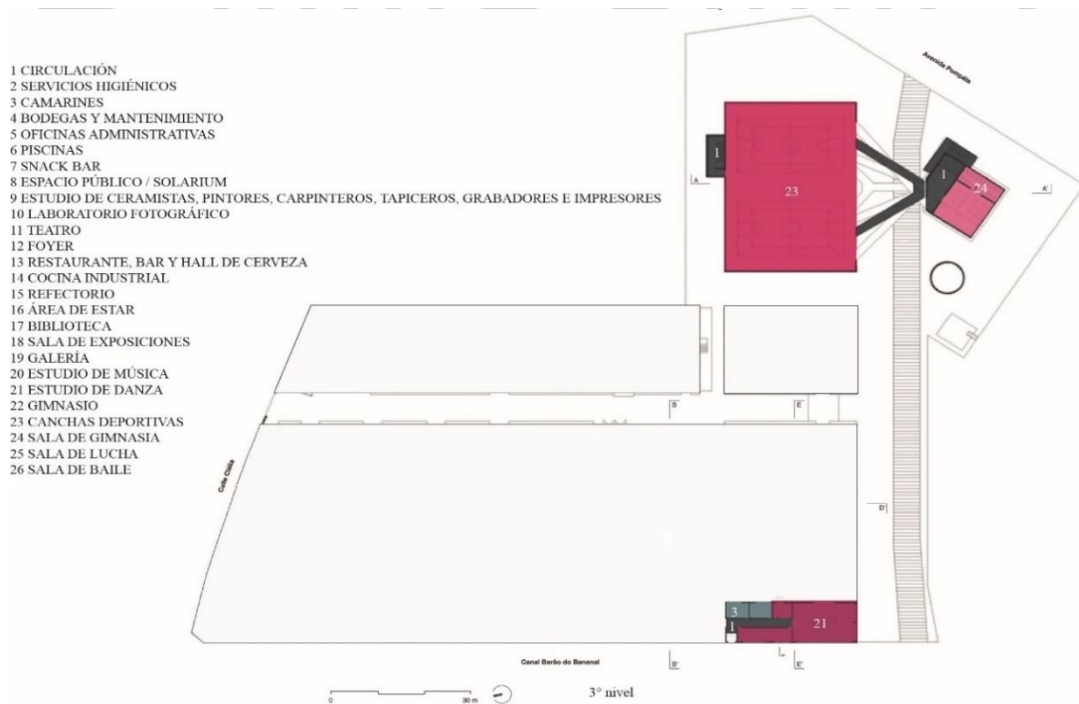 Avenida Pompéia
1 CIRCULACIÓN
2 SERVICIOS HIGIÉNICOS
3 CAMARINES
4 BODEGAS Y MANTENIMIENTO
5 OFICINAS ADMINISTRATIVAS
6 PISCINAS
7 SNACK BAR
8 ESPACIO PÚBLICO / SOLARIUM
9 ESTUDIO DE CERAMISTAS, PINTORES, CARPINTEROS, TAPICEROS, GRABADORES E IMPRESORES
10 LABORATORIO FOTOGRÁFICO
11 TEATRO
12 FOYER
13 RESTAURANTE, BAR Y HALL DE CERVEZA
14 COCINA INDUSTRIAL
15 REFECTORIO
16 ÁREA DE ESTAR
17 BIBLIOTECA
18 SALA DE EXPOSICIONES
19 GALERÍA
20 ESTUDIO DE MÚSICA
21 ESTUDIO DE DANZA
22 GIMNASIO
23 CANCHAS DEPORTIVAS
24 SALA DE GIMNASIA
25 SALA DE LUCHA
26 SALA DE BAILE
1
A
23
1
24
A'
B
E
Calle Clélia
D'
3
1
21
Canal Barão do Bananal
B'
E'
0
30 m
3° nivel